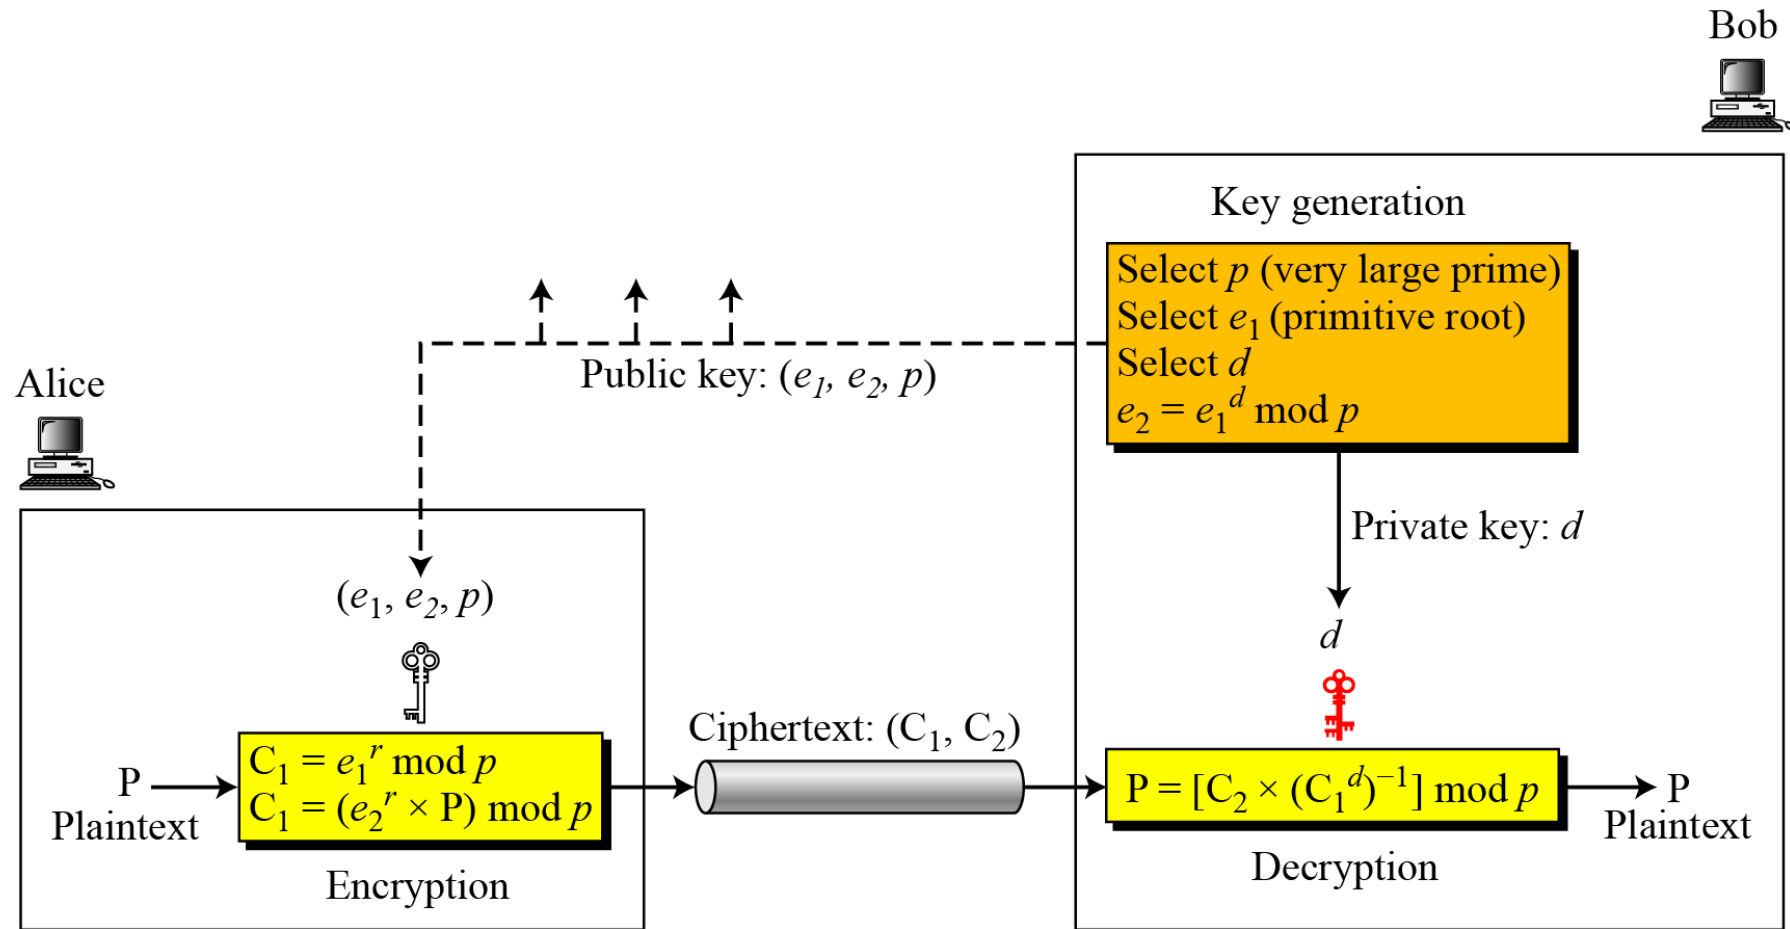 Bob
Key generation
Select p (very large prime)
Select e₁ (primitive root)
Select d
e₂ = e₁ᵈ mod p
Public key: (e₁, e₂, p)
Alice
Private key: d
(e₁, e₂, p)
d
Ciphertext: (C₁, C₂)
C₁ = e₁ʳ mod p
C₁ = (e₂ʳ × P) mod p
P
Plaintext
P = [C₂ × (C₁ᵈ)⁻¹] mod p
P
Plaintext
Encryption
Decryption